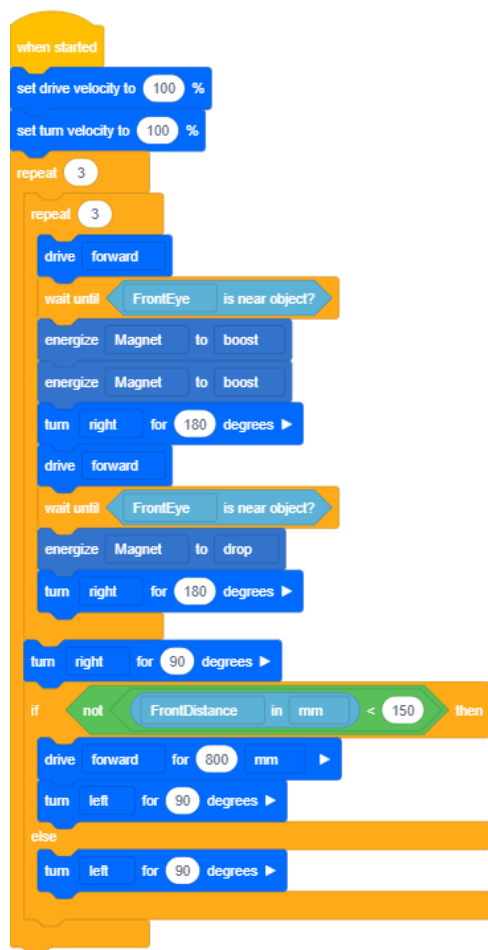 when started
set drive velocity to 100 %
set turn velocity to 100 %
repeat 3
repeat 3
drive forward
wait until FrontEye is near object?
energize Magnet to boost
energize Magnet to boost
turn right for 180 degrees
drive forward
wait until FrontEye is near object?
energize Magnet to drop
turn right for 180 degrees
turn right for 90 degrees
if not FrontDistance in mm < 150 then
drive forward for 800 mm
turn left for 90 degrees
else
turn left for 90 degrees